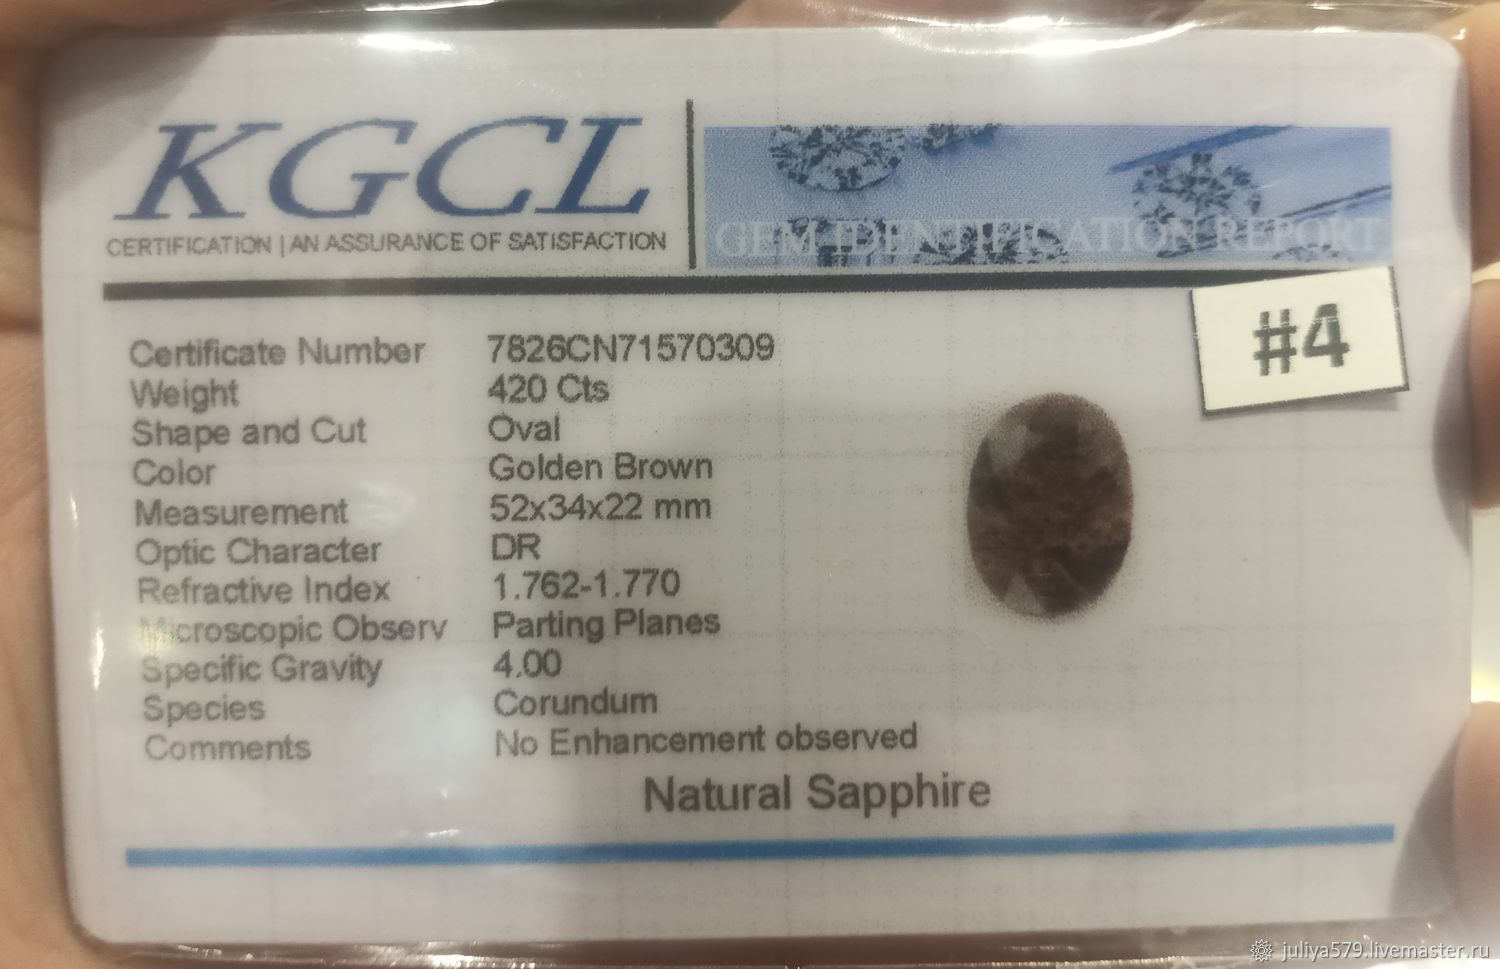 KGCL
CERTIFICATION | AN ASSURANCE OF SATISFACTION
GEM IDENTIFICATION REPORT
#4
Certificate Number 7826CN71570309
Weight 420 Cts
Shape and Cut Oval
Color Golden Brown
Measurement 52x34x22 mm
Optic Character DR
Refractive Index 1.762-1.770
Microscopic Observ Parting Planes
Specific Gravity 4.00
Species Corundum
Comments No Enhancement observed
Natural Sapphire
juliya579.livemaster.ru